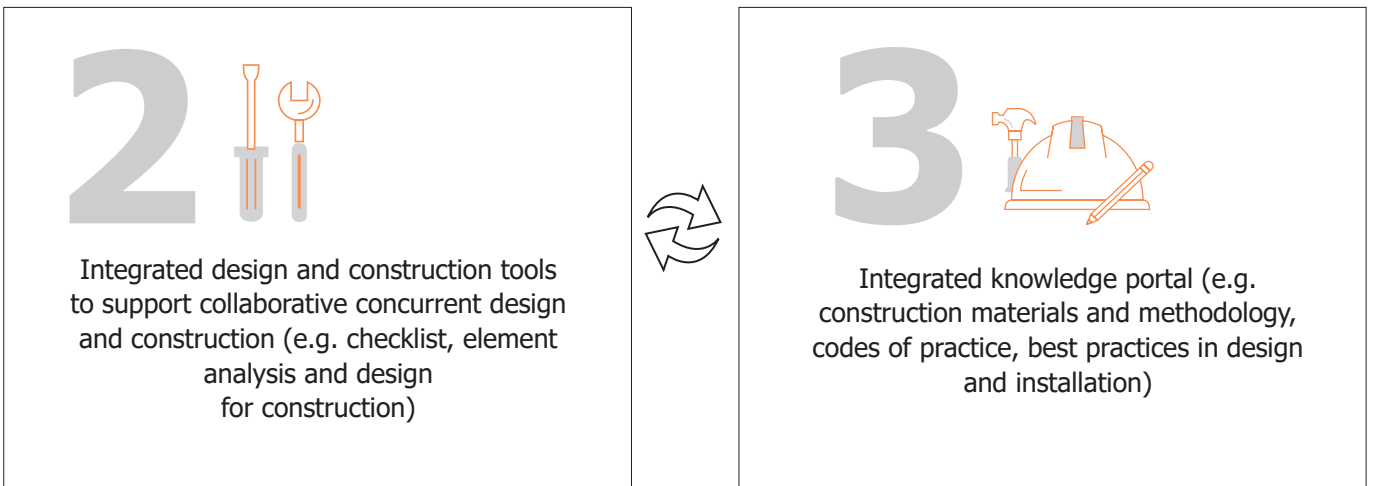 2
Integrated design and construction tools
to support collaborative concurrent design
and construction (e.g. checklist, element
analysis and design
for construction)
3
Integrated knowledge portal (e.g.
construction materials and methodology,
codes of practice, best practices in design
and installation)